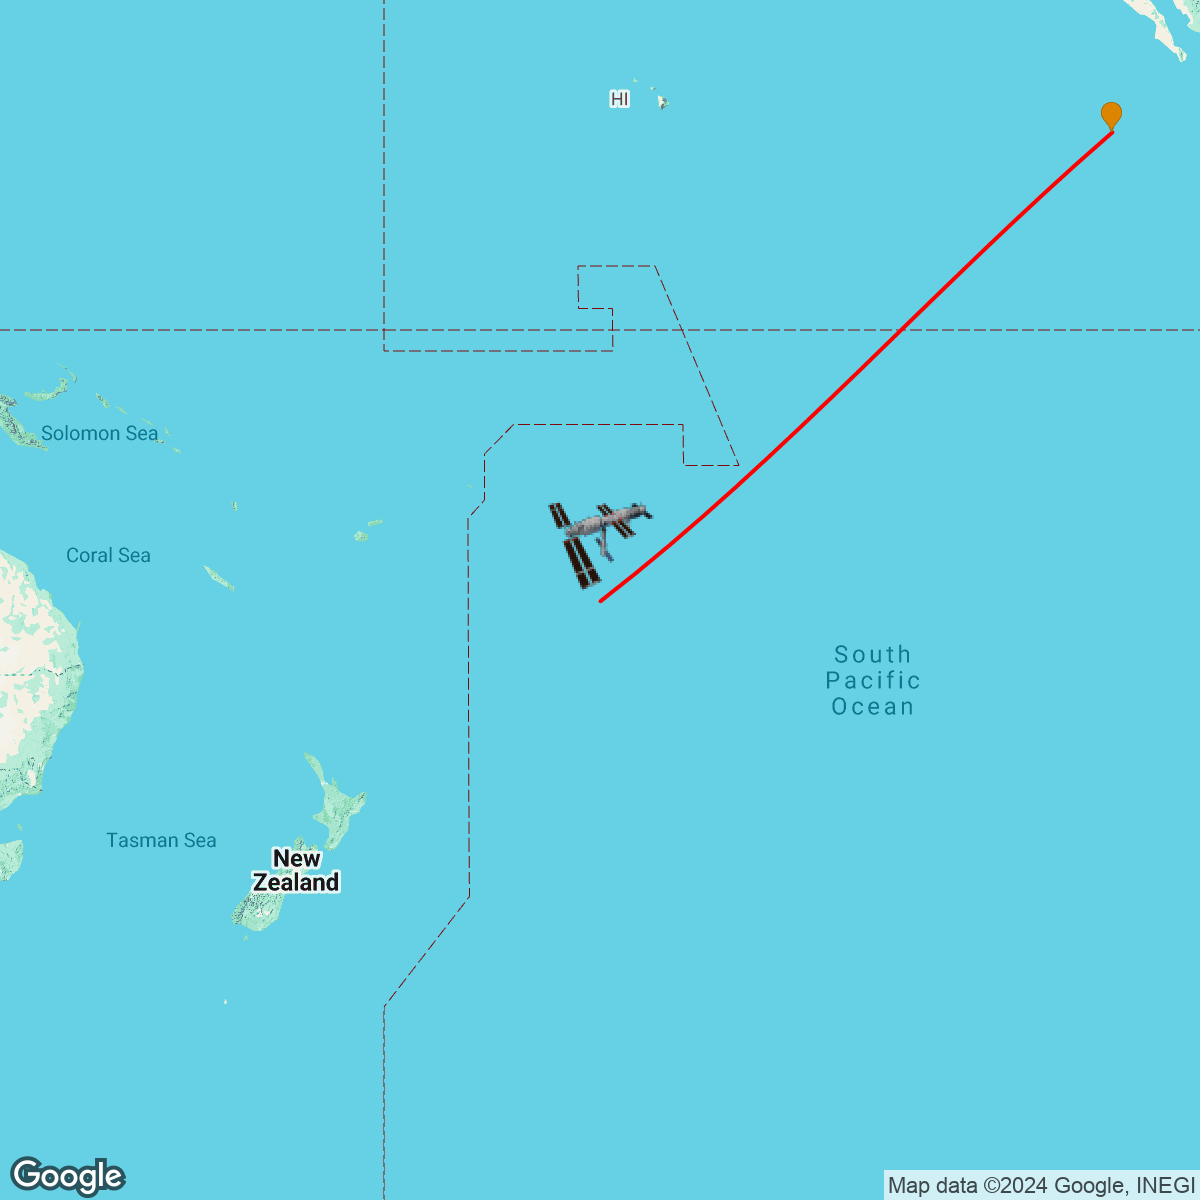 HI
Solomon Sea
Coral Sea
South
Pacific
Ocean
Tasman Sea
New
Zealand
Google
Map data ©2024 Google, INEGI